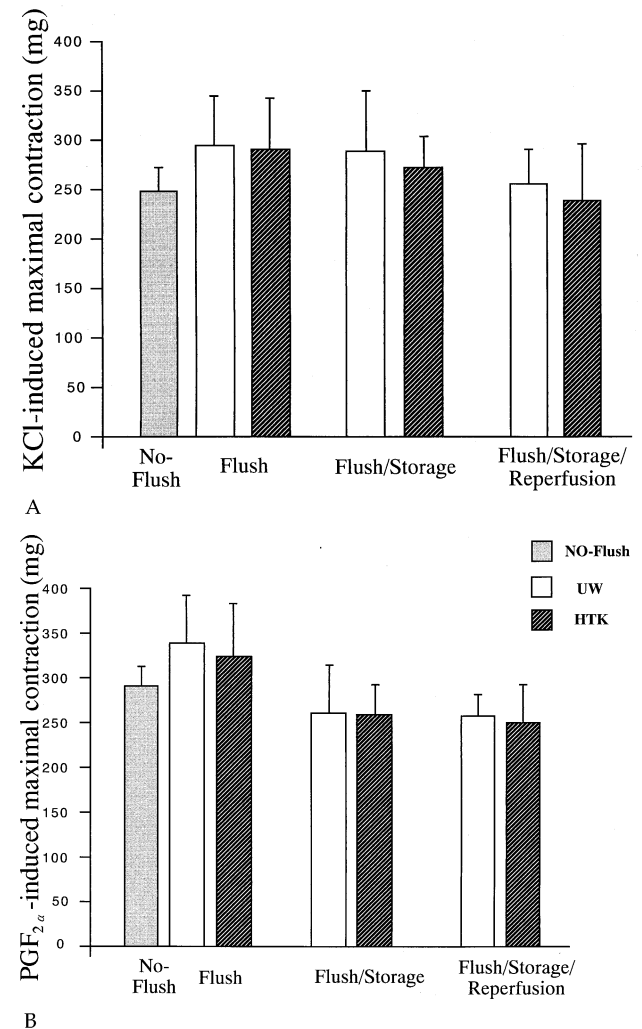 KCl-induced maximal contraction (mg)
400
350
300
250
200
150
100
50
0
No-
Flush
Flush
Flush/Storage
Flush/Storage/
Reperfusion
A
PGF2α-induced maximal contraction (mg)
400
350
300
250
200
150
100
50
0
NO-Flush
UW
HTK
No-
Flush
Flush
Flush/Storage
Flush/Storage/
Reperfusion
B